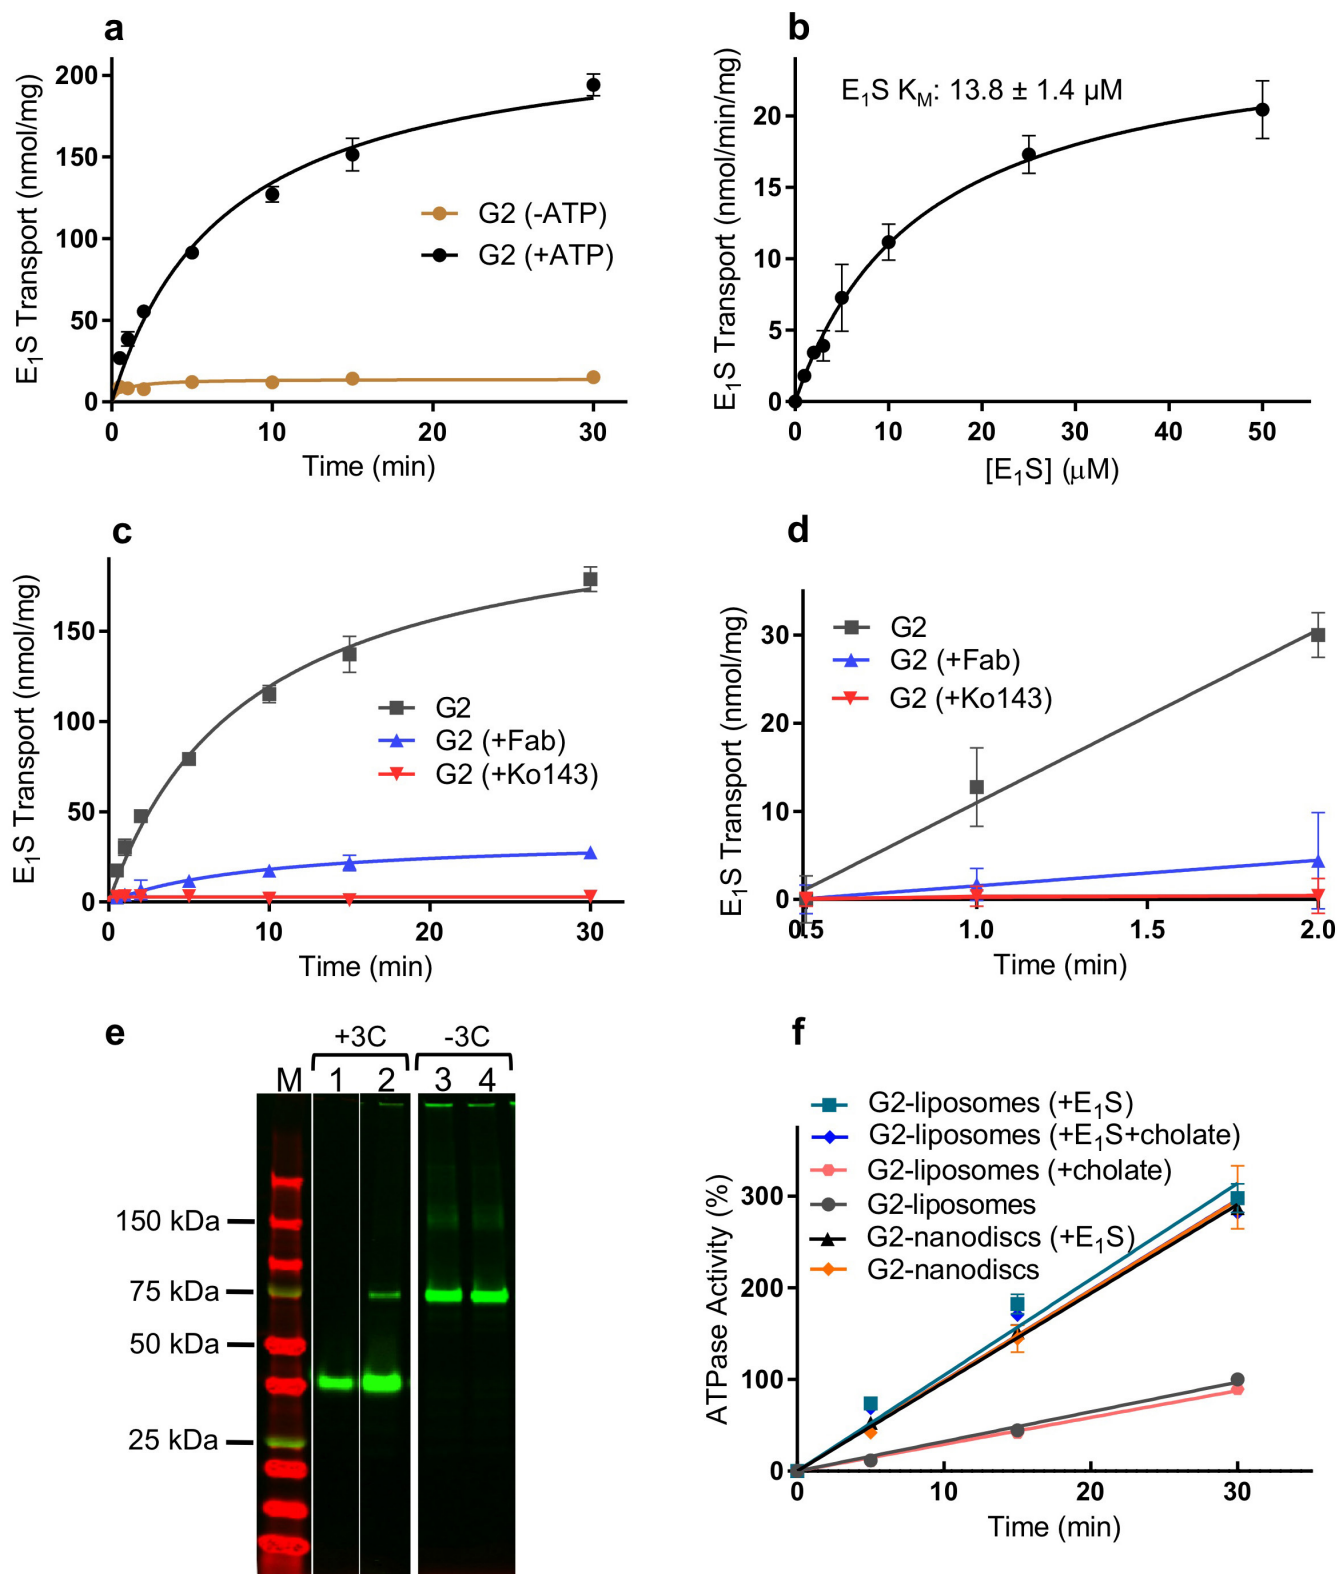 a
E₁S Transport (nmol/mg)
200
150
100
50
0
0 10 20 30
Time (min)
G2 (-ATP)
G2 (+ATP)
b
E₁S Transport (nmol/min/mg)
E₁S K_M: 13.8 ± 1.4 µM
20
15
10
5
0
0 10 20 30 40 50
[E₁S] (µM)
c
E₁S Transport (nmol/mg)
150
100
50
0
0 10 20 30
Time (min)
G2
G2 (+Fab)
G2 (+Ko143)
d
E₁S Transport (nmol/mg)
30
20
10
0
0.5 1.0 1.5 2.0
Time (min)
G2
G2 (+Fab)
G2 (+Ko143)
e
+3C -3C
M 1 2 3 4
150 kDa
75 kDa
50 kDa
25 kDa
f
G2-liposomes (+E₁S)
G2-liposomes (+E₁S+cholate)
G2-liposomes (+cholate)
G2-liposomes
G2-nanodiscs (+E₁S)
G2-nanodiscs
ATPase Activity (%)
300
200
100
0
0 10 20 30
Time (min)